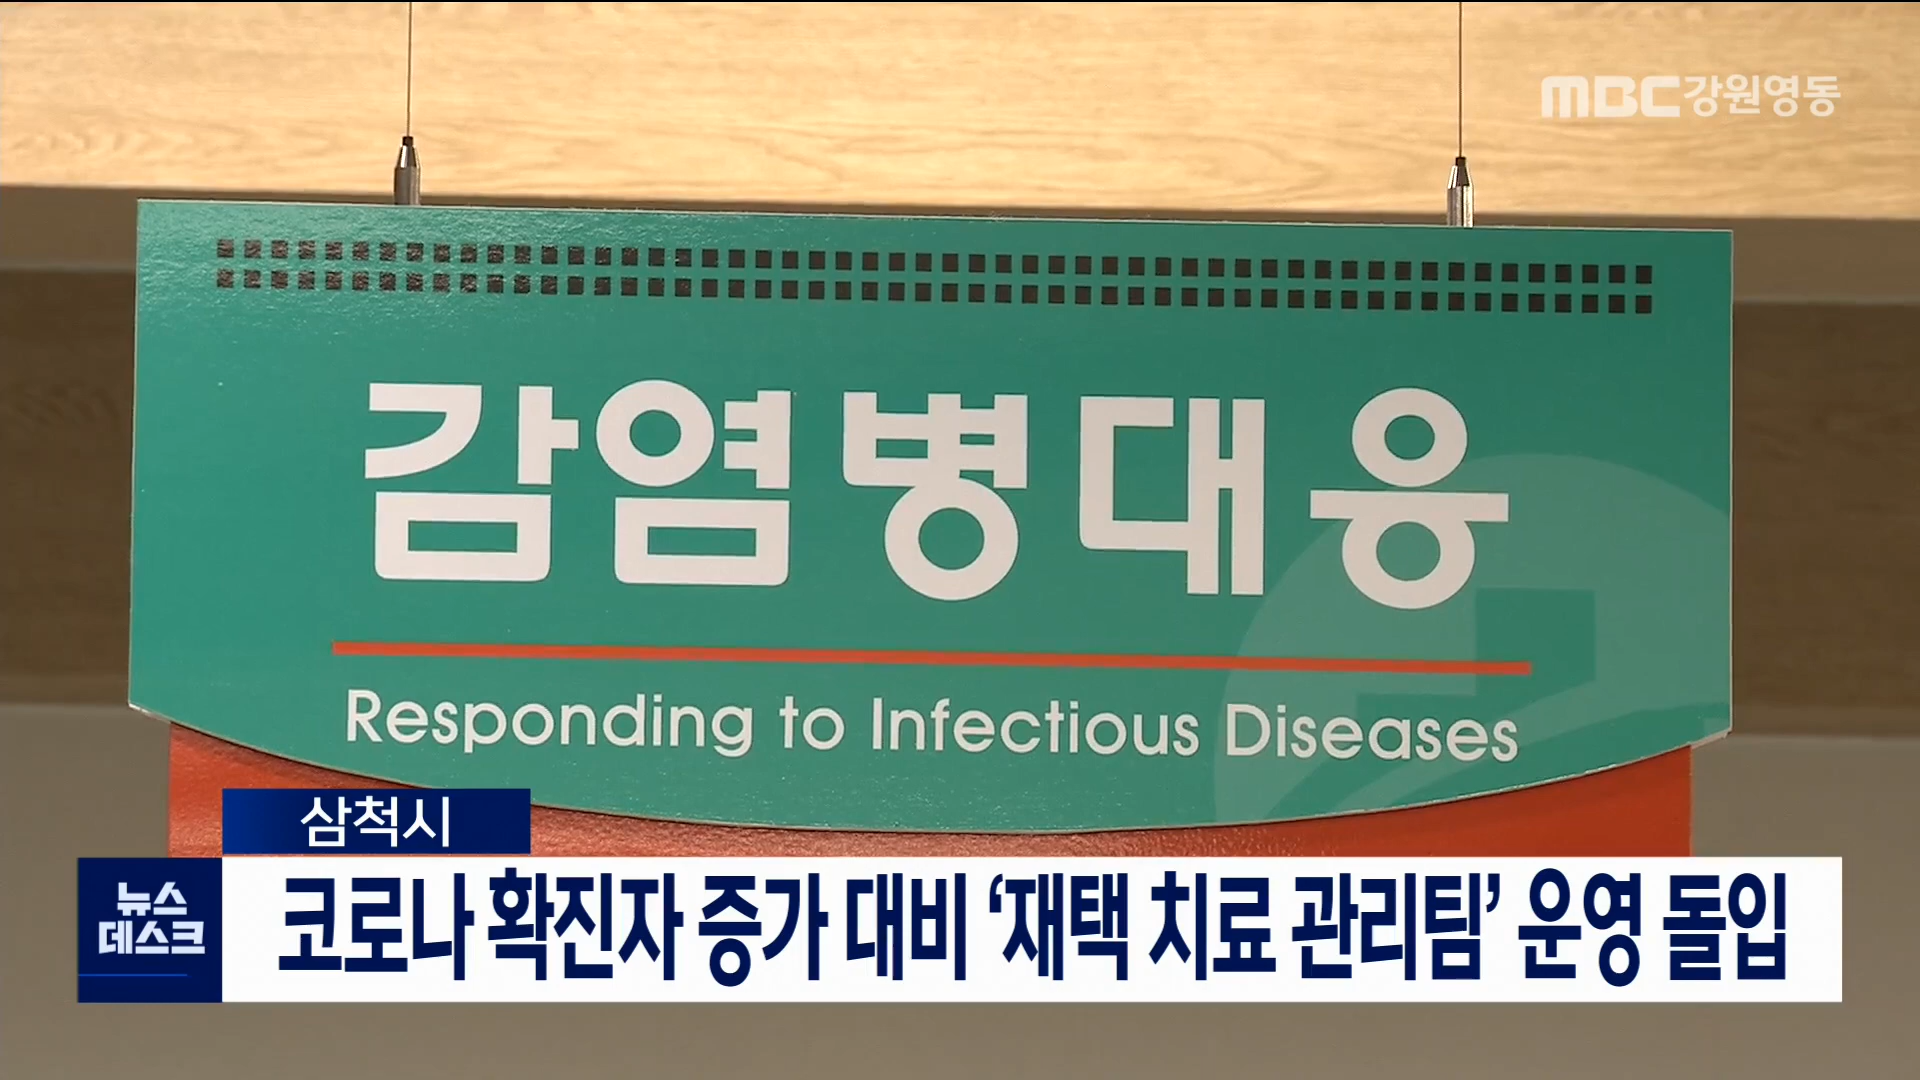 MBC강원영동
감염병대응
Responding to Infectious Diseases
삼척시
뉴스
데스크
코로나 확진자 증가 대비 ‘재택 치료 관리팀’ 운영 돌입